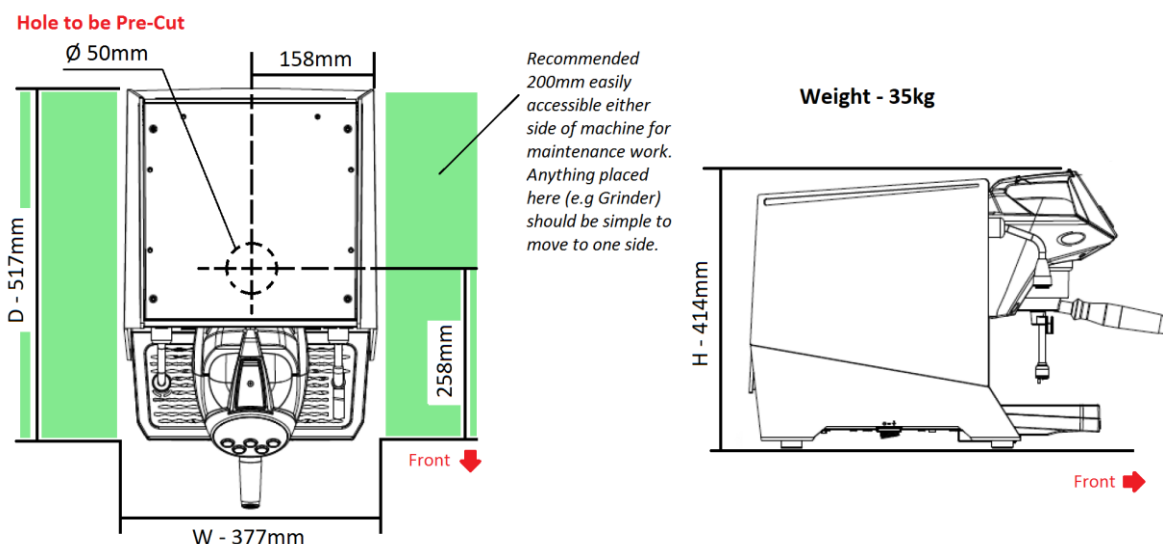 Hole to be Pre-Cut
Ø 50mm
158mm
Recommended
200mm easily
accessible either
side of machine for
maintenance work.
Anything placed
here (e.g Grinder)
should be simple to
move to one side.
D - 517mm
258mm
Front
W - 377mm
Weight - 35kg
H - 414mm
Front